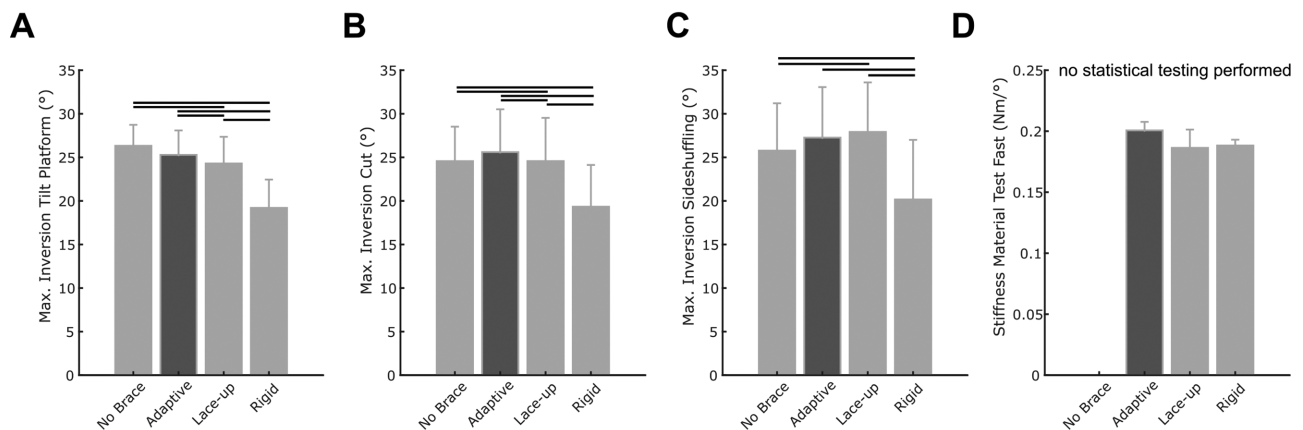 A
B
C
D
Max. Inversion Tilt Platform (°)
35
30
25
20
15
10
5
0
No Brace
Adaptive
Lace-up
Rigid
Max. Inversion Cut (°)
35
30
25
20
15
10
5
0
No Brace
Adaptive
Lace-up
Rigid
Max. Inversion Sideshuffling (°)
35
30
25
20
15
10
5
0
No Brace
Adaptive
Lace-up
Rigid
no statistical testing performed
Stiffness Material Test Fast (Nm/°)
0.25
0.2
0.15
0.1
0.05
0
No Brace
Adaptive
Lace-up
Rigid